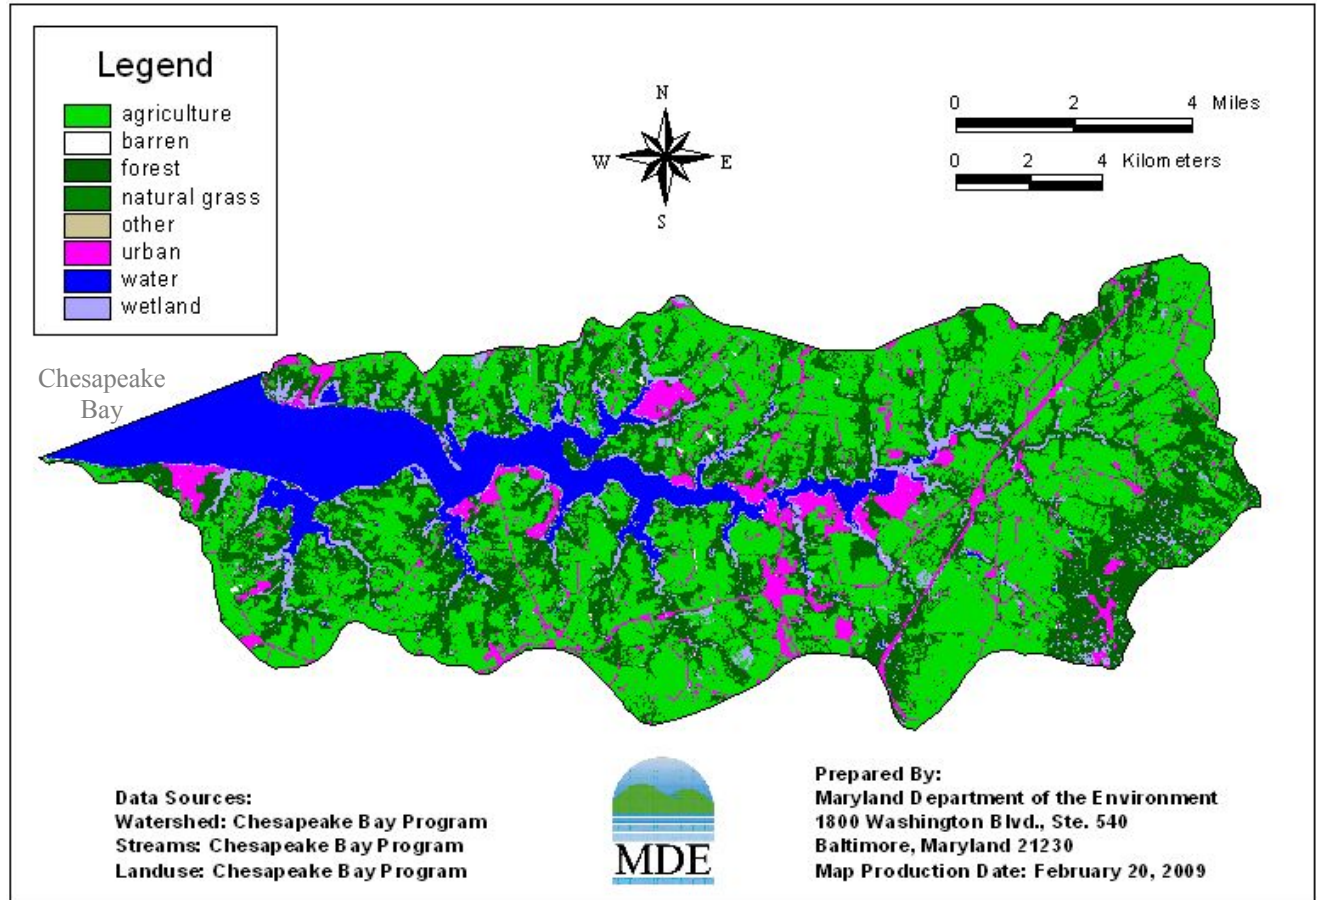 Legend
agriculture
barren
forest
natural grass
other
urban
water
wetland
N
W E
S
0 2 4 Miles
0 2 4 Kilometers
Chesapeake
Bay
Data Sources:
Watershed: Chesapeake Bay Program
Streams: Chesapeake Bay Program
Landuse: Chesapeake Bay Program
MDE
Prepared By:
Maryland Department of the Environment
1800 Washington Blvd., Ste. 540
Baltimore, Maryland 21230
Map Production Date: February 20, 2009